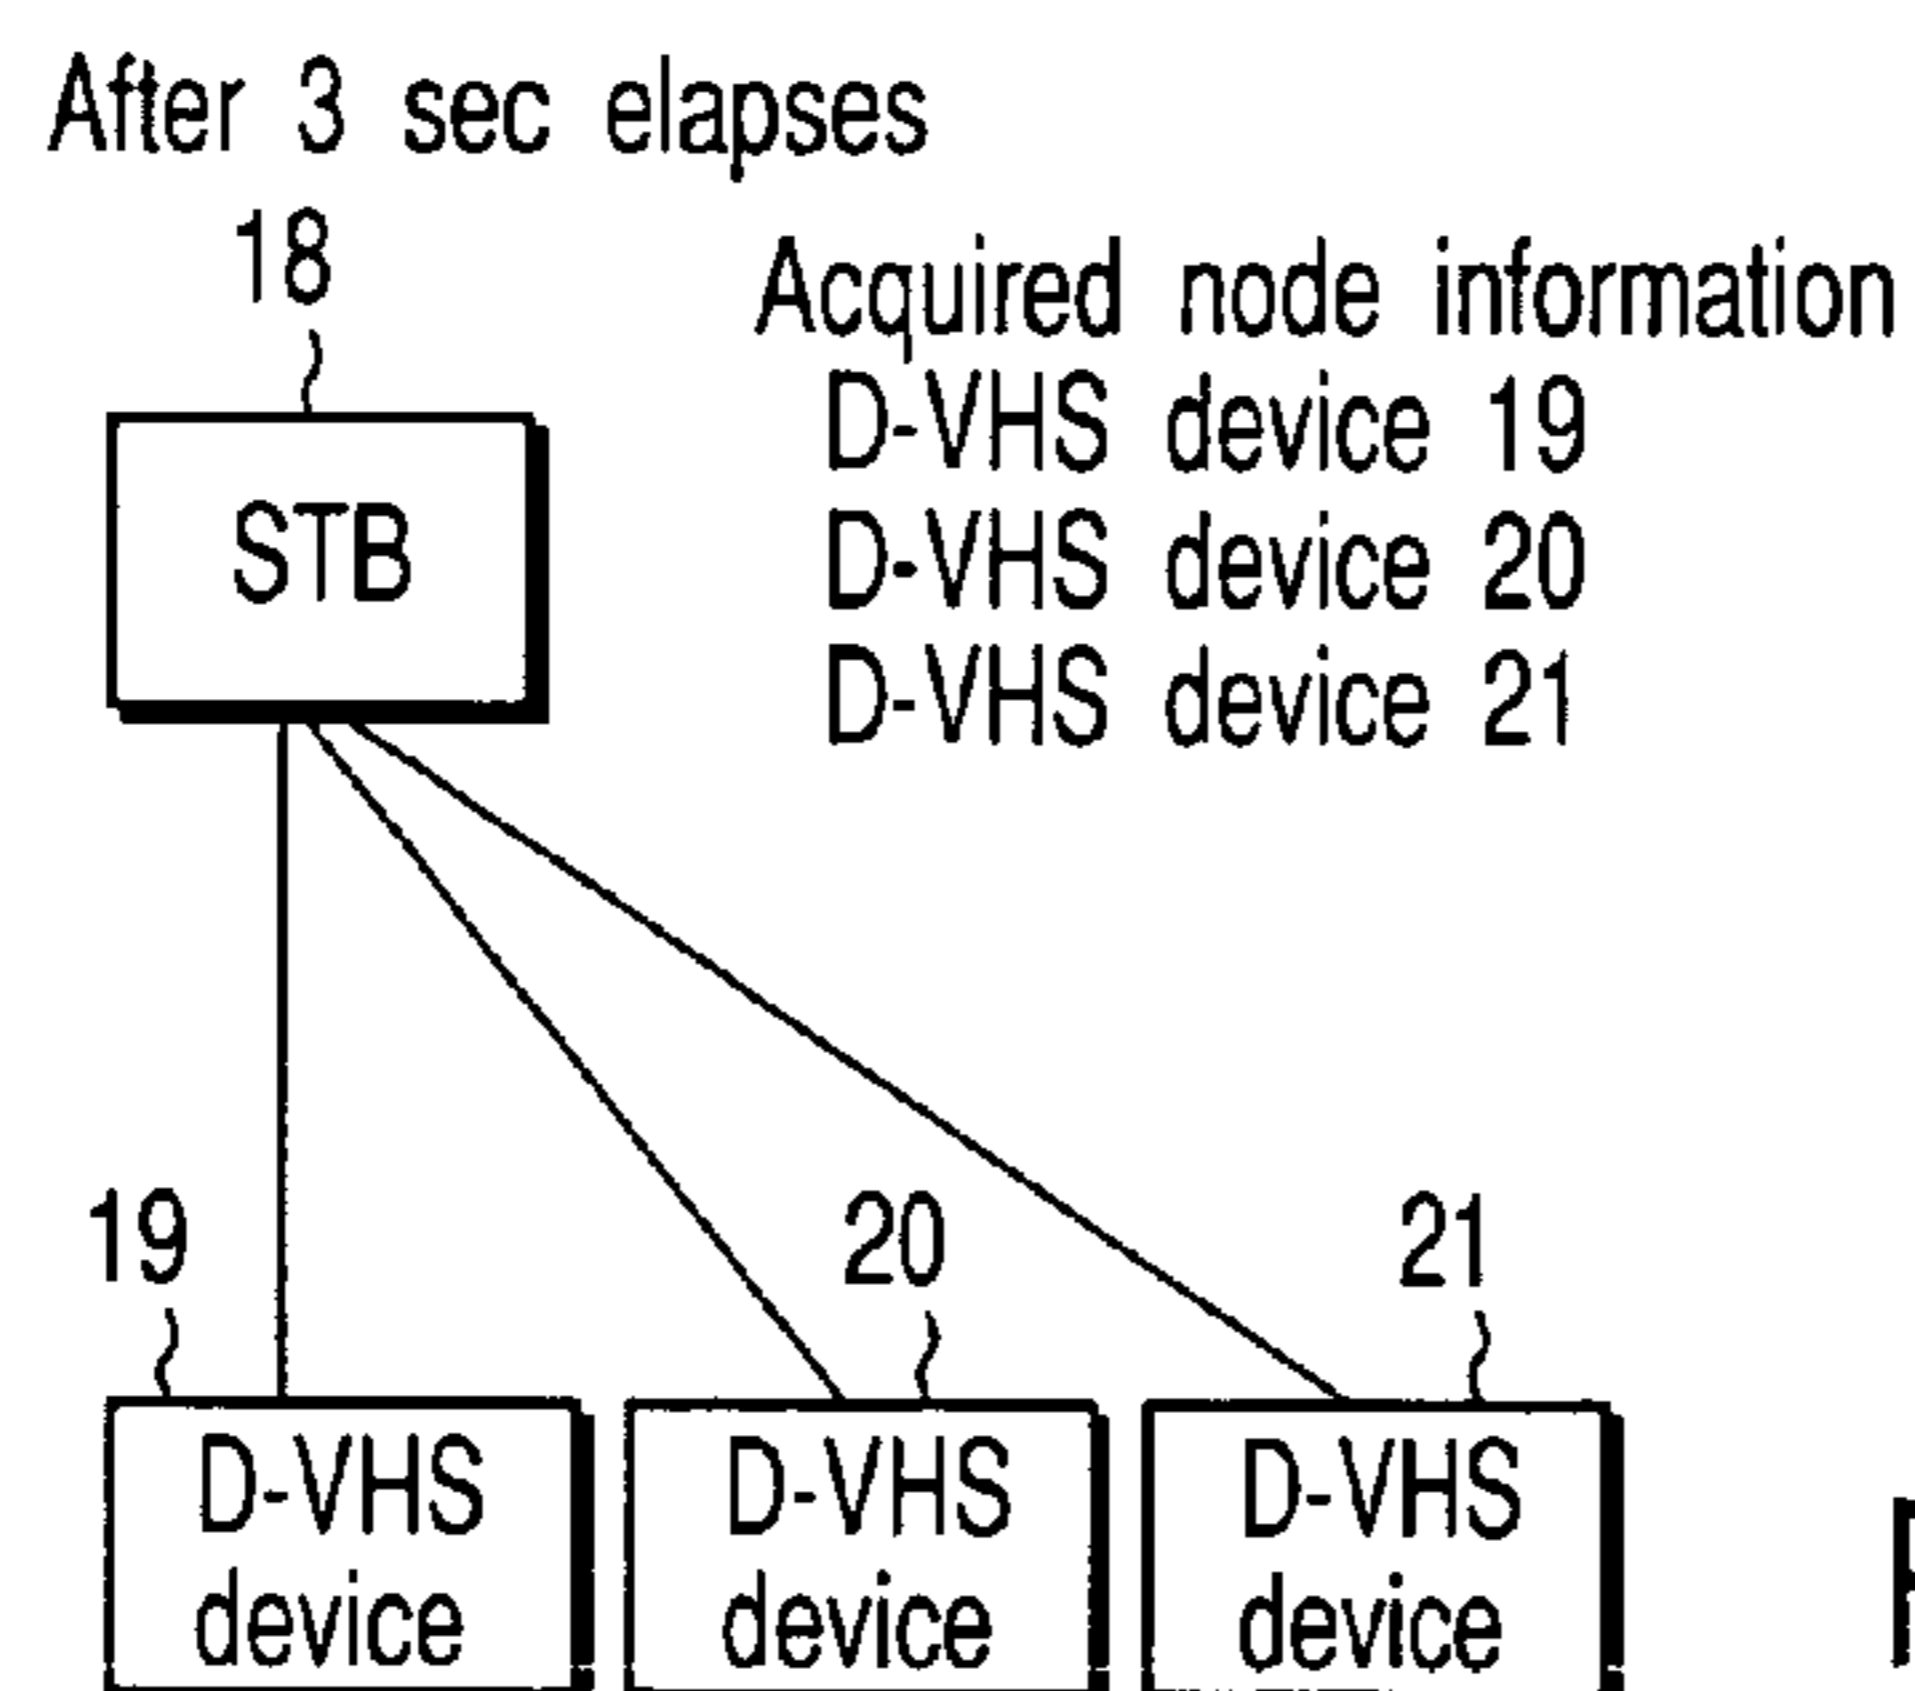 After 3 sec elapses
18
Acquired node information
D-VHS device 19
D-VHS device 20
D-VHS device 21
STB
19
20
21
D-VHS
device
D-VHS
device
D-VHS
device